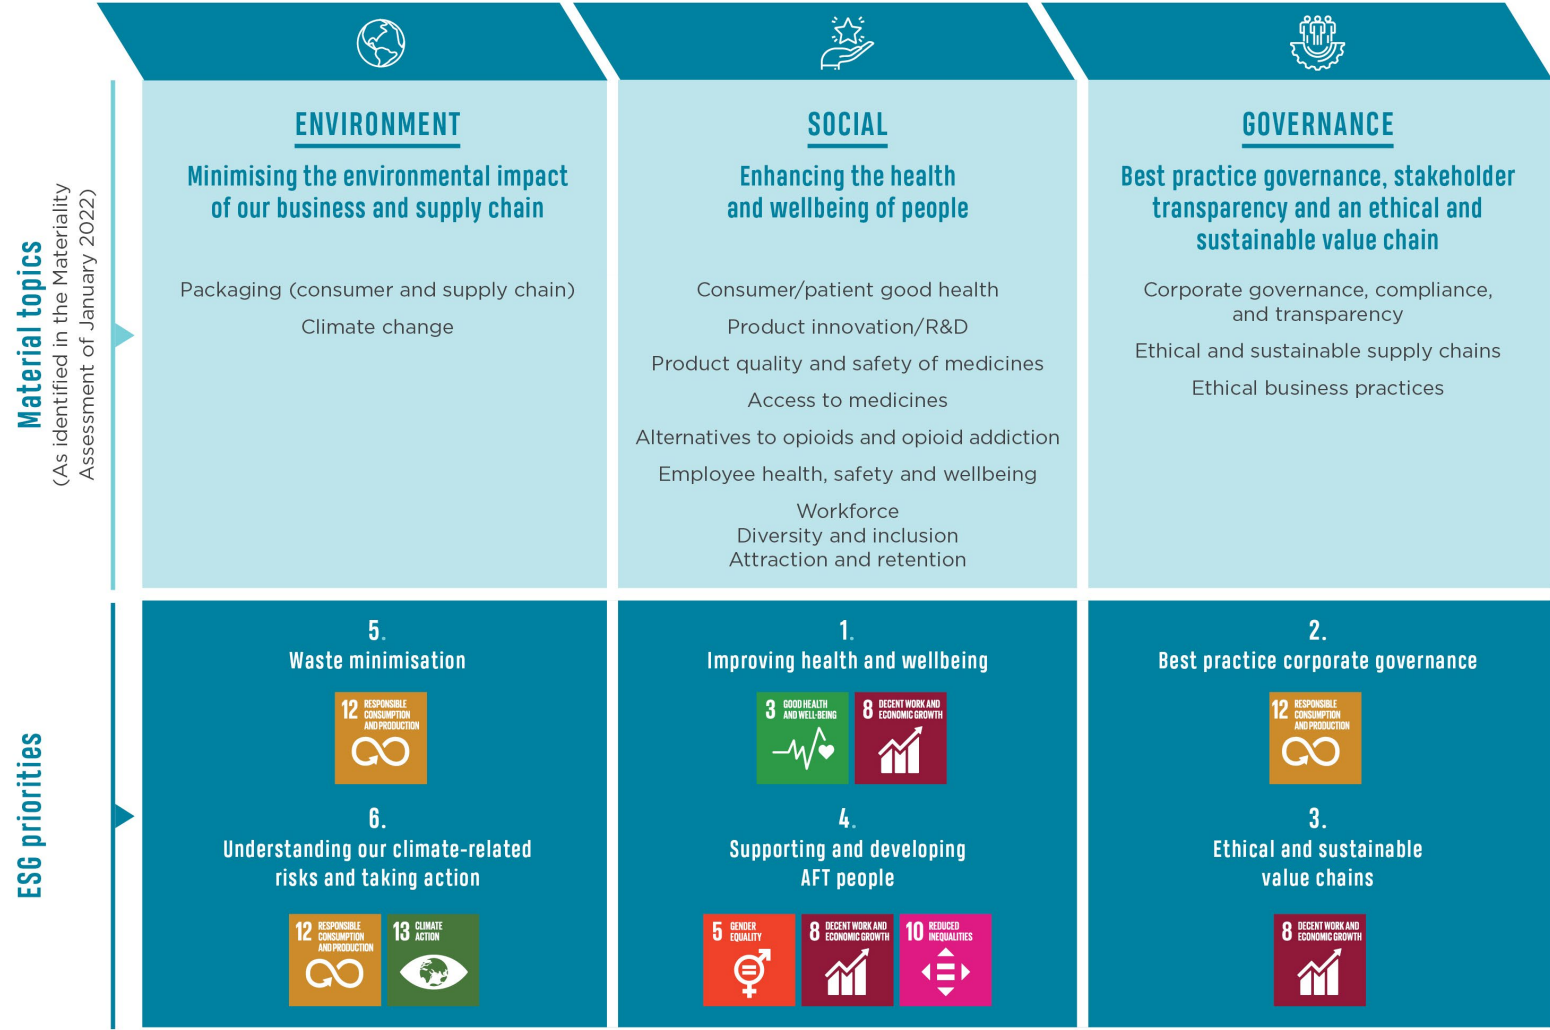 Material topics
(As identified in the Materiality
Assessment of January 2022)
ENVIRONMENT
Minimising the environmental impact
of our business and supply chain
Packaging (consumer and supply chain)
Climate change
SOCIAL
Enhancing the health
and wellbeing of people
Consumer/patient good health
Product innovation/R&D
Product quality and safety of medicines
Access to medicines
Alternatives to opioids and opioid addiction
Employee health, safety and wellbeing
Workforce
Diversity and inclusion
Attraction and retention
GOVERNANCE
Best practice governance, stakeholder
transparency and an ethical and
sustainable value chain
Corporate governance, compliance,
and transparency
Ethical and sustainable supply chains
Ethical business practices
ESG priorities
5.
Waste minimisation
12 RESPONSIBLE
CONSUMPTION
AND PRODUCTION
6.
Understanding our climate-related
risks and taking action
12 RESPONSIBLE
CONSUMPTION
AND PRODUCTION
13 CLIMATE
ACTION
1.
Improving health and wellbeing
3 GOOD HEALTH
AND WELL-BEING
8 DECENT WORK AND
ECONOMIC GROWTH
4.
Supporting and developing
AFT people
5 GENDER
EQUALITY
8 DECENT WORK AND
ECONOMIC GROWTH
10 REDUCED
INEQUALITIES
2.
Best practice corporate governance
12 RESPONSIBLE
CONSUMPTION
AND PRODUCTION
3.
Ethical and sustainable
value chains
8 DECENT WORK AND
ECONOMIC GROWTH